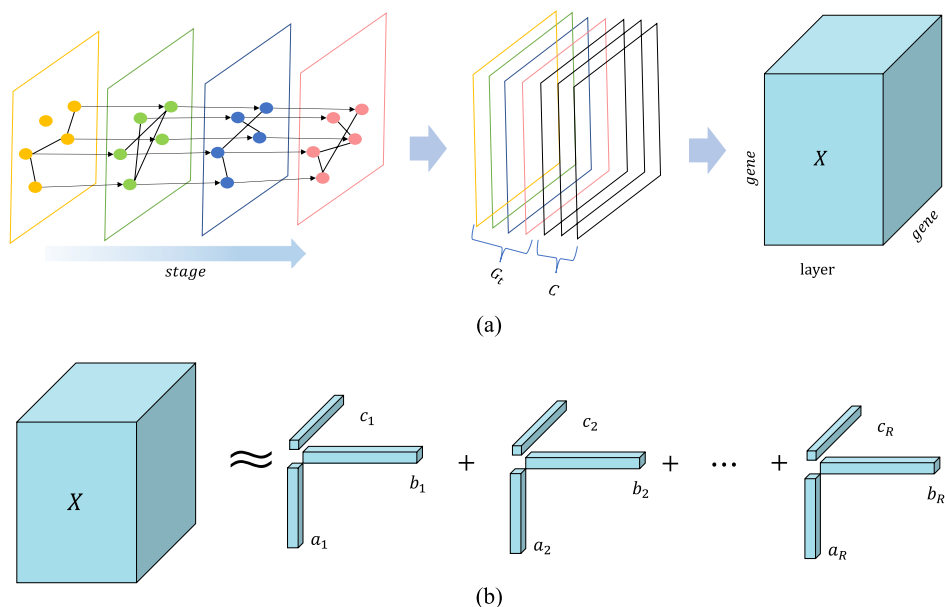 stage
G_t
C
gene
X
gene
layer
(a)
X
≈
c_1
b_1
a_1
+
c_2
b_2
a_2
+
...
+
c_R
b_R
a_R
(b)